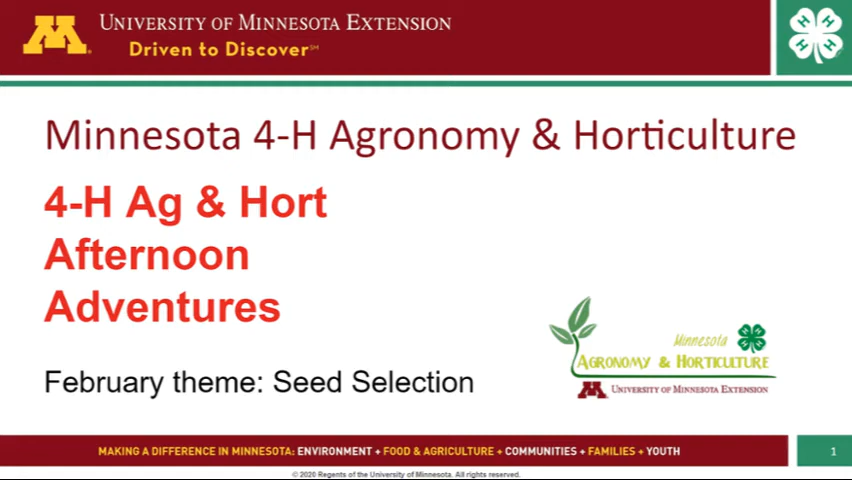 UNIVERSITY OF MINNESOTA EXTENSION
Driven to Discover℠
H H H H
Minnesota 4-H Agronomy & Horticulture
4-H Ag & Hort
Afternoon
Adventures
Minnesota
AGRONOMY & HORTICULTURE
UNIVERSITY OF MINNESOTA EXTENSION
February theme: Seed Selection
MAKING A DIFFERENCE IN MINNESOTA: ENVIRONMENT + FOOD & AGRICULTURE + COMMUNITIES + FAMILIES + YOUTH
1
© 2020 Regents of the University of Minnesota. All rights reserved.